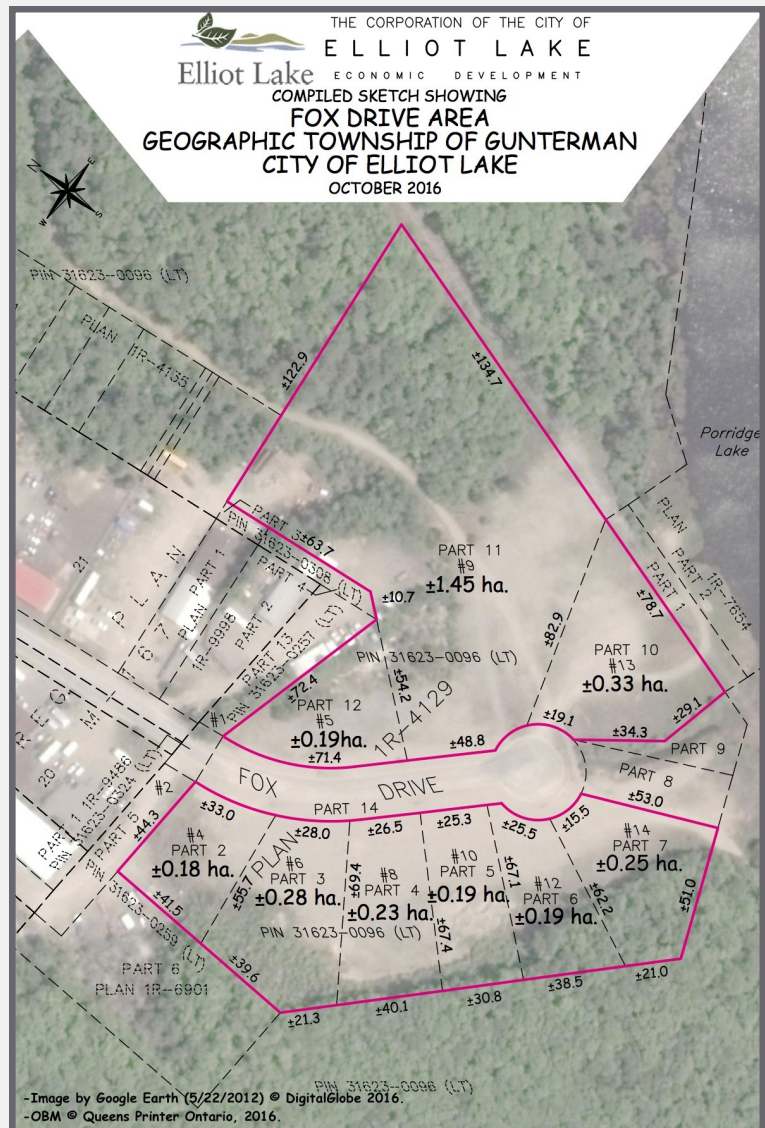 THE CORPORATION OF THE CITY OF
ELLIOT LAKE
Elliot Lake
ECONOMIC DEVELOPMENT
COMPILED SKETCH SHOWING
FOX DRIVE AREA
GEOGRAPHIC TOWNSHIP OF GUNTERMAN
CITY OF ELLIOT LAKE
OCTOBER 2016
N
E
W
S
PIN 31623-0096 (LT)
PLAN 1R-4135
±122.9
±134.7
Porridge
Lake
PART 3
±63.7
PIN 31623-0308 (LT)
PART 4
21
PLAN
PART 1
PLAN
1R-9998
PART 2
PART 13
PIN 31623-0257 (LT)
#1
±10.7
PART 11
#9
±1.45 ha.
PLAN
1R-7654
PART 2
PART 1
±78.7
±82.9
PART 10
#13
±0.33 ha.
±29.1
PIN 31623-0096 (LT)
±72.4
±54.2
PART 12
#5
±0.19ha.
1R-4129
±71.4
±48.8
±19.1
±34.3
PART 9
PART 8
REG
M
20
PART 1 1R-9486
PIN 31623-0324 (LT)
PART 5
#2
±44.3
FOX
DRIVE
PART 14
±33.0
±28.0
±26.5
±25.3
±25.5
±15.5
±53.0
#4
PART 2
±0.18 ha.
PLAN
#6
PART 3
±0.28 ha.
#8
PART 4
±0.23 ha.
#10
PART 5
±0.19 ha.
#12
PART 6
±0.19 ha.
#14
PART 7
±0.25 ha.
±55.7
±69.4
±67.4
±67.1
±62.2
±51.0
PIN 31623-0096 (LT)
±41.5
PIN 31623-0259 (LT)
PART 6
PLAN 1R-6901
±39.6
±21.3
±40.1
±30.8
±38.5
±21.0
PIN 31623-0096 (LT)
-Image by Google Earth (5/22/2012) © DigitalGlobe 2016.
-OBM © Queens Printer Ontario, 2016.